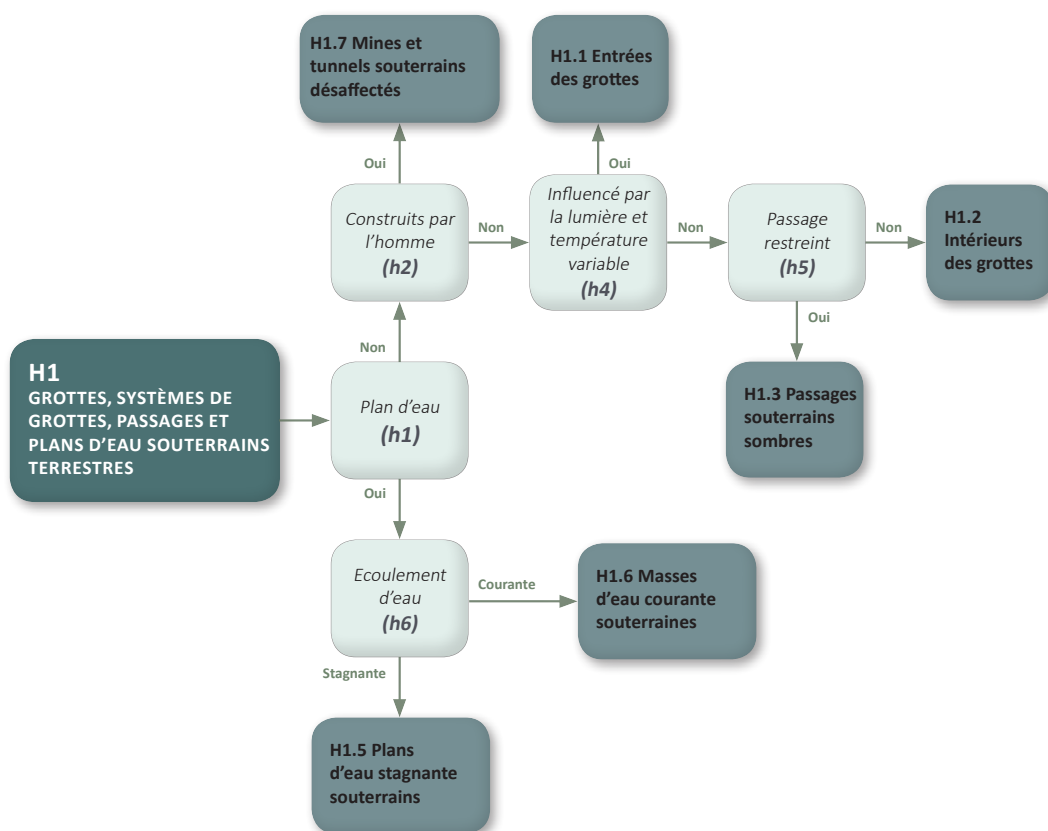 H1.7 Mines et
tunnels souterrains
désaffectés
H1.1 Entrées
des grottes
Oui
Oui
Construits par
l’homme
(h2)
Non
Influencé par
la lumière et
température
variable
(h4)
Non
Passage
restreint
(h5)
Non
H1.2
Intérieurs
des grottes
Non
Oui
H1
GROTTES, SYSTÈMES DE
GROTTES, PASSAGES ET
PLANS D’EAU SOUTERRAINS
TERRESTRES
Plan d’eau
(h1)
H1.3 Passages
souterrains
sombres
Oui
Ecoulement
d’eau
(h6)
Courante
H1.6 Masses
d’eau courante
souterraines
Stagnante
H1.5 Plans
d’eau stagnante
souterrains